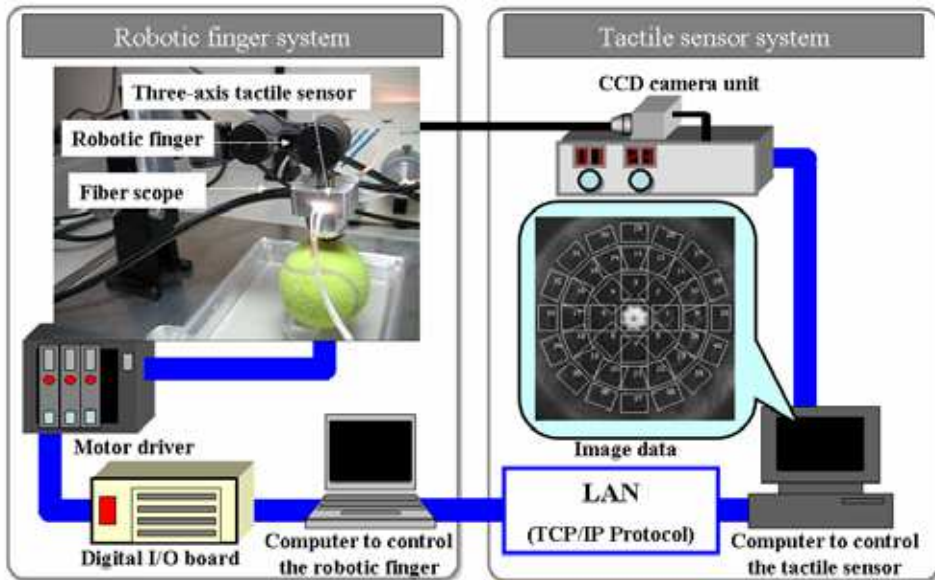 Robotic finger system
Three-axis tactile sensor
Robotic finger
Fiber scope
Motor driver
Digital I/O board
Computer to control
the robotic finger
Tactile sensor system
CCD camera unit
Image data
LAN
(TCP/IP Protocol)
Computer to control
the tactile sensor